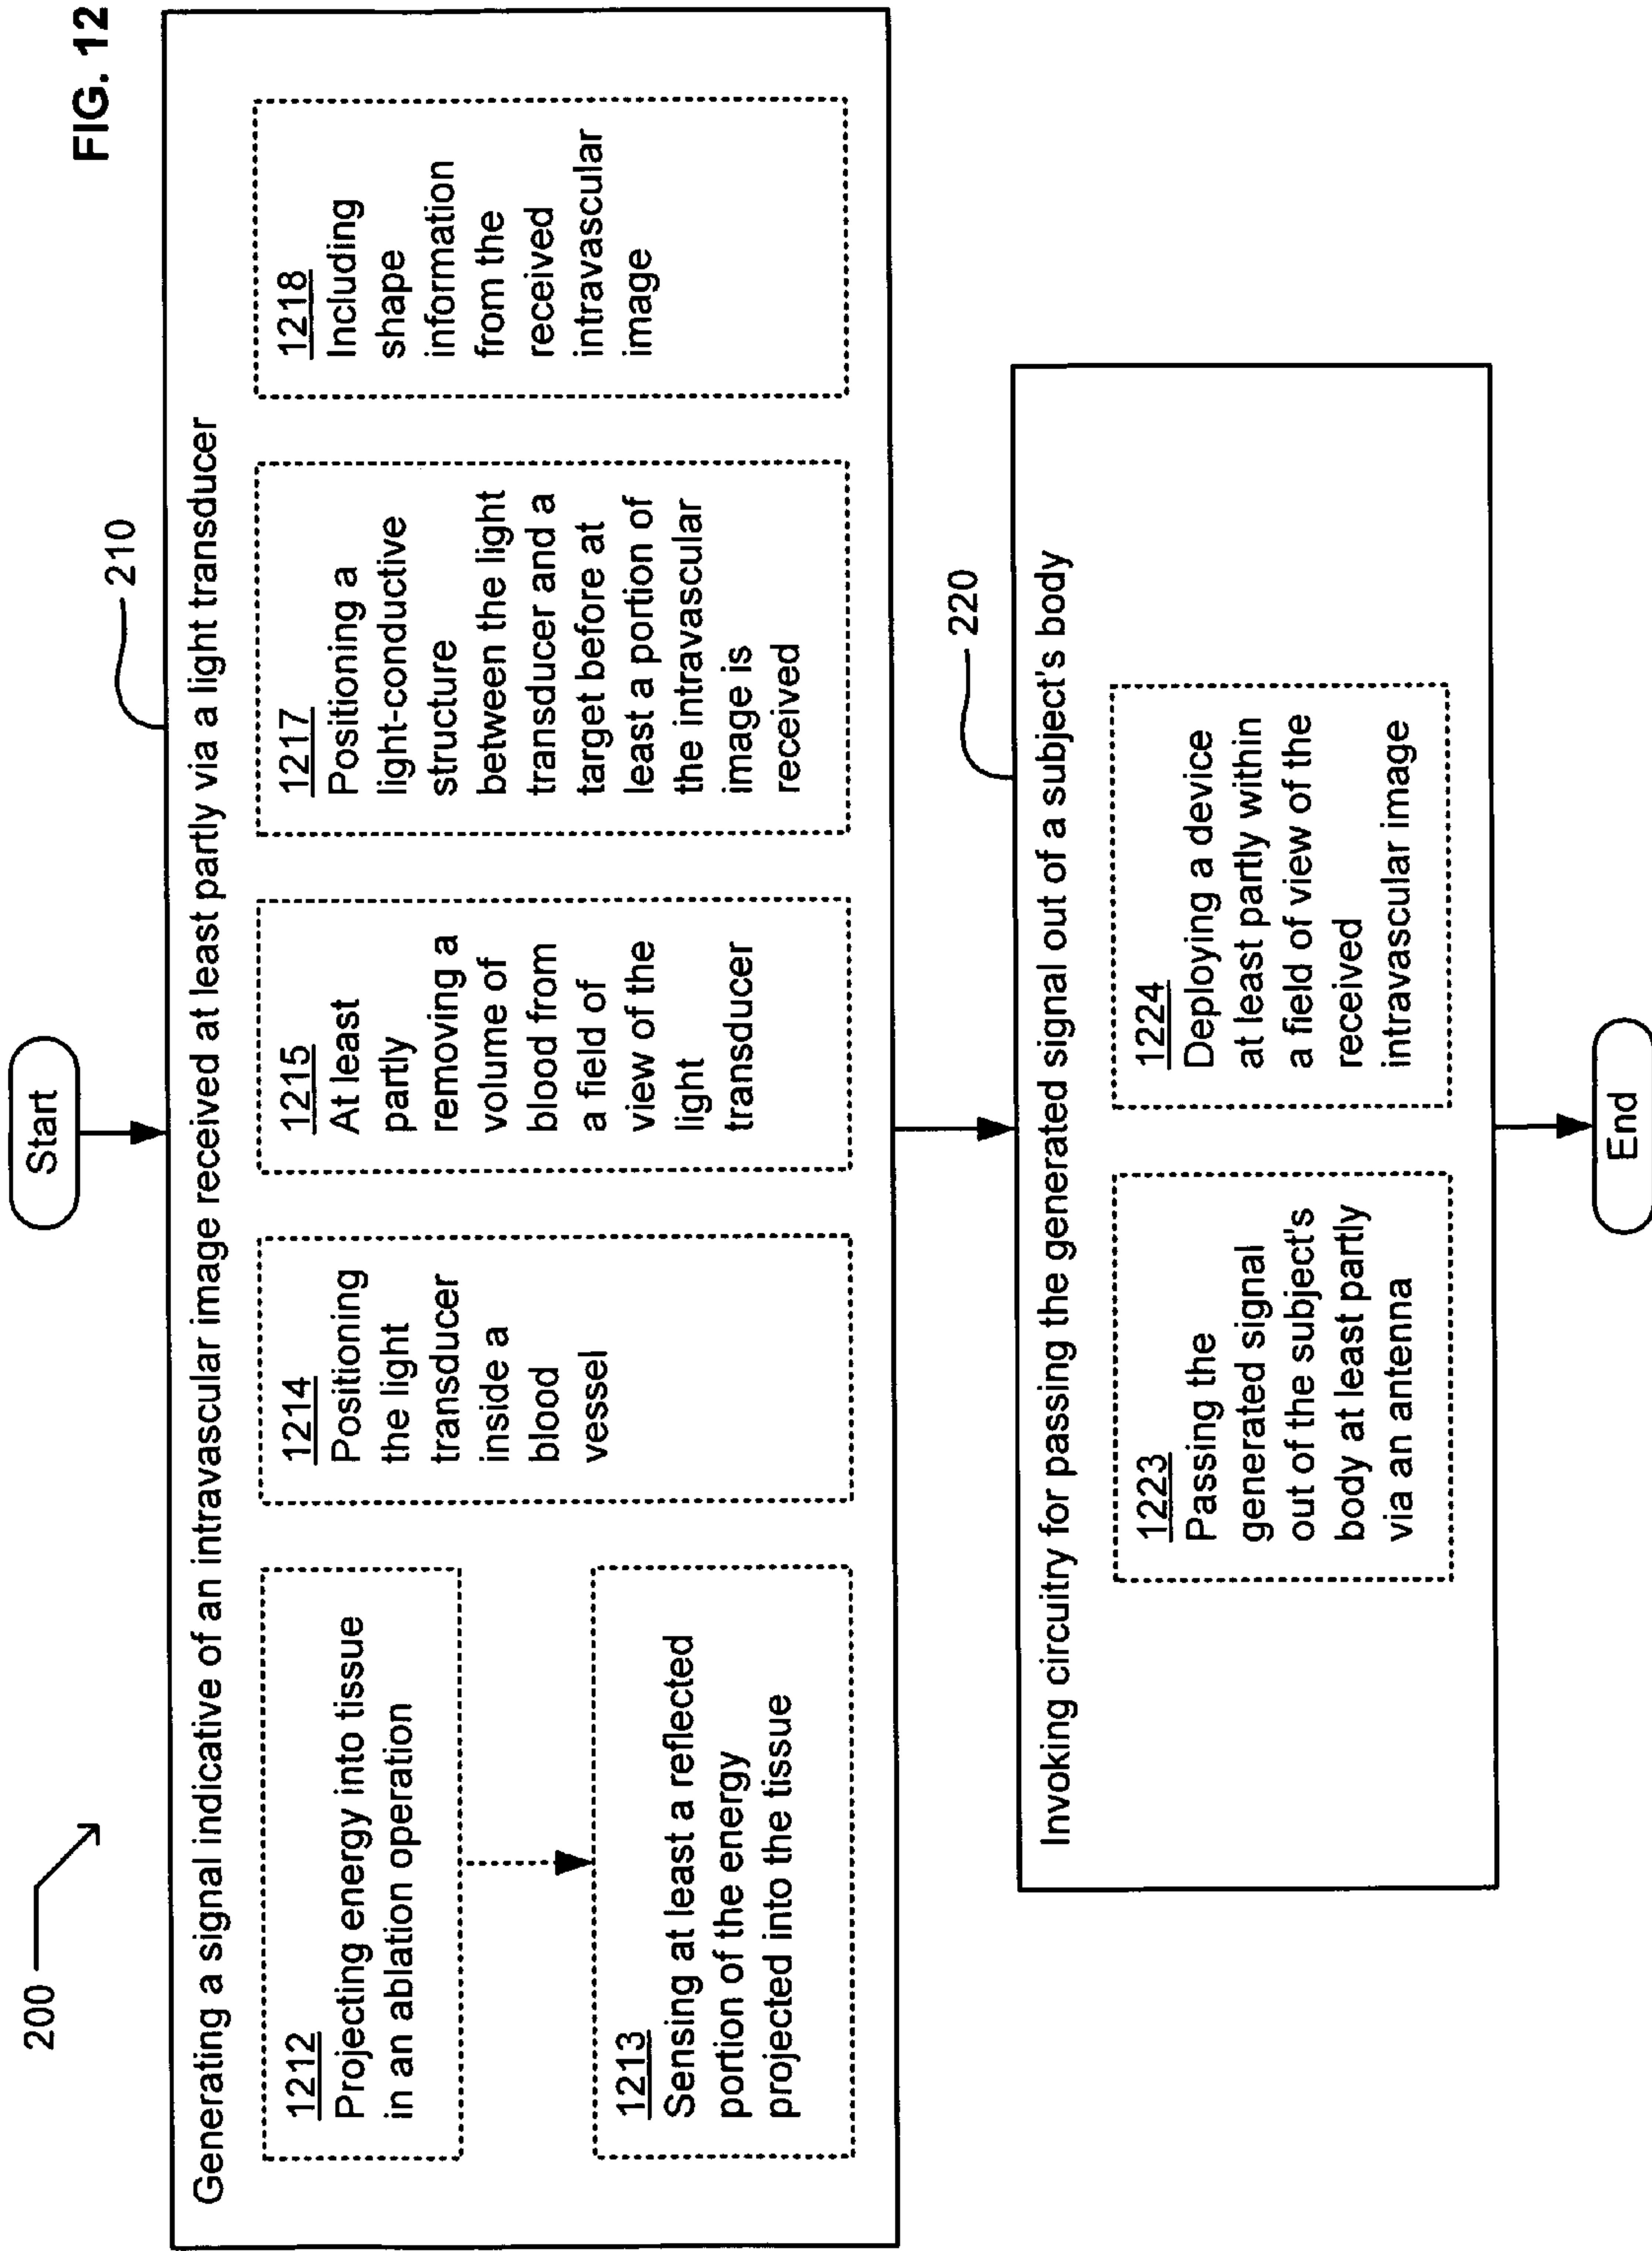 FIG. 12
200
Start
210
Generating a signal indicative of an intravascular image received at least partly via a light transducer
1212
Projecting energy into tissue
in an ablation operation
1213
Sensing at least a reflected
portion of the energy
projected into the tissue
1214
Positioning
the light
transducer
inside a
blood
vessel
1215
At least
partly
removing a
volume of
blood from
a field of
view of the
light
transducer
1217
Positioning a
light-conductive
structure
between the light
transducer and a
target before at
least a portion of
the intravascular
image is
received
1218
Including
shape
information
from the
received
intravascular
image
220
Invoking circuitry for passing the generated signal out of a subject's body
1223
Passing the
generated signal
out of the subject's
body at least partly
via an antenna
1224
Deploying a device
at least partly within
a field of view of the
received
intravascular image
End